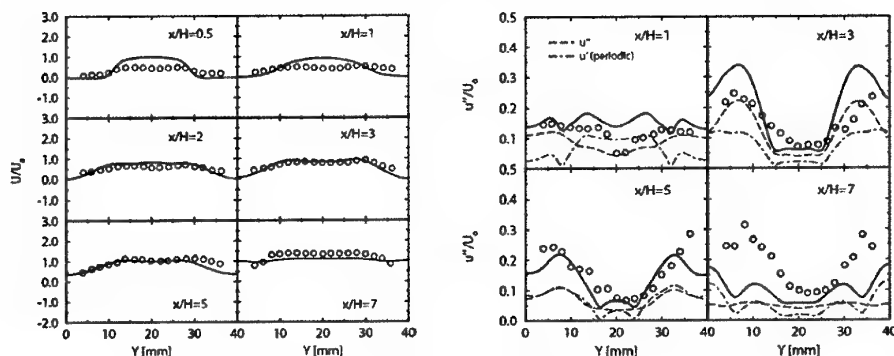 3.0
2.0
1.0
0.0
-1.0
3.0
2.0
1.0
0.0
-1.0
3.0
2.0
1.0
0.0
-1.0
-2.0
U/U₀
x/H=0.5
x/H=1
x/H=2
x/H=3
x/H=5
x/H=7
0 10 20 30 40 10 20 30 40
Y [mm]
Y [mm]
0.5
0.4
0.3
0.2
0.1
0.5
0.4
0.3
0.2
0.1
0.0
u''/U₀
u''/U₀
u''
u'(periodic)
x/H=1
x/H=3
x/H=5
x/H=7
0 10 20 30 40 10 20 30 40
Y [mm]
Y [mm]